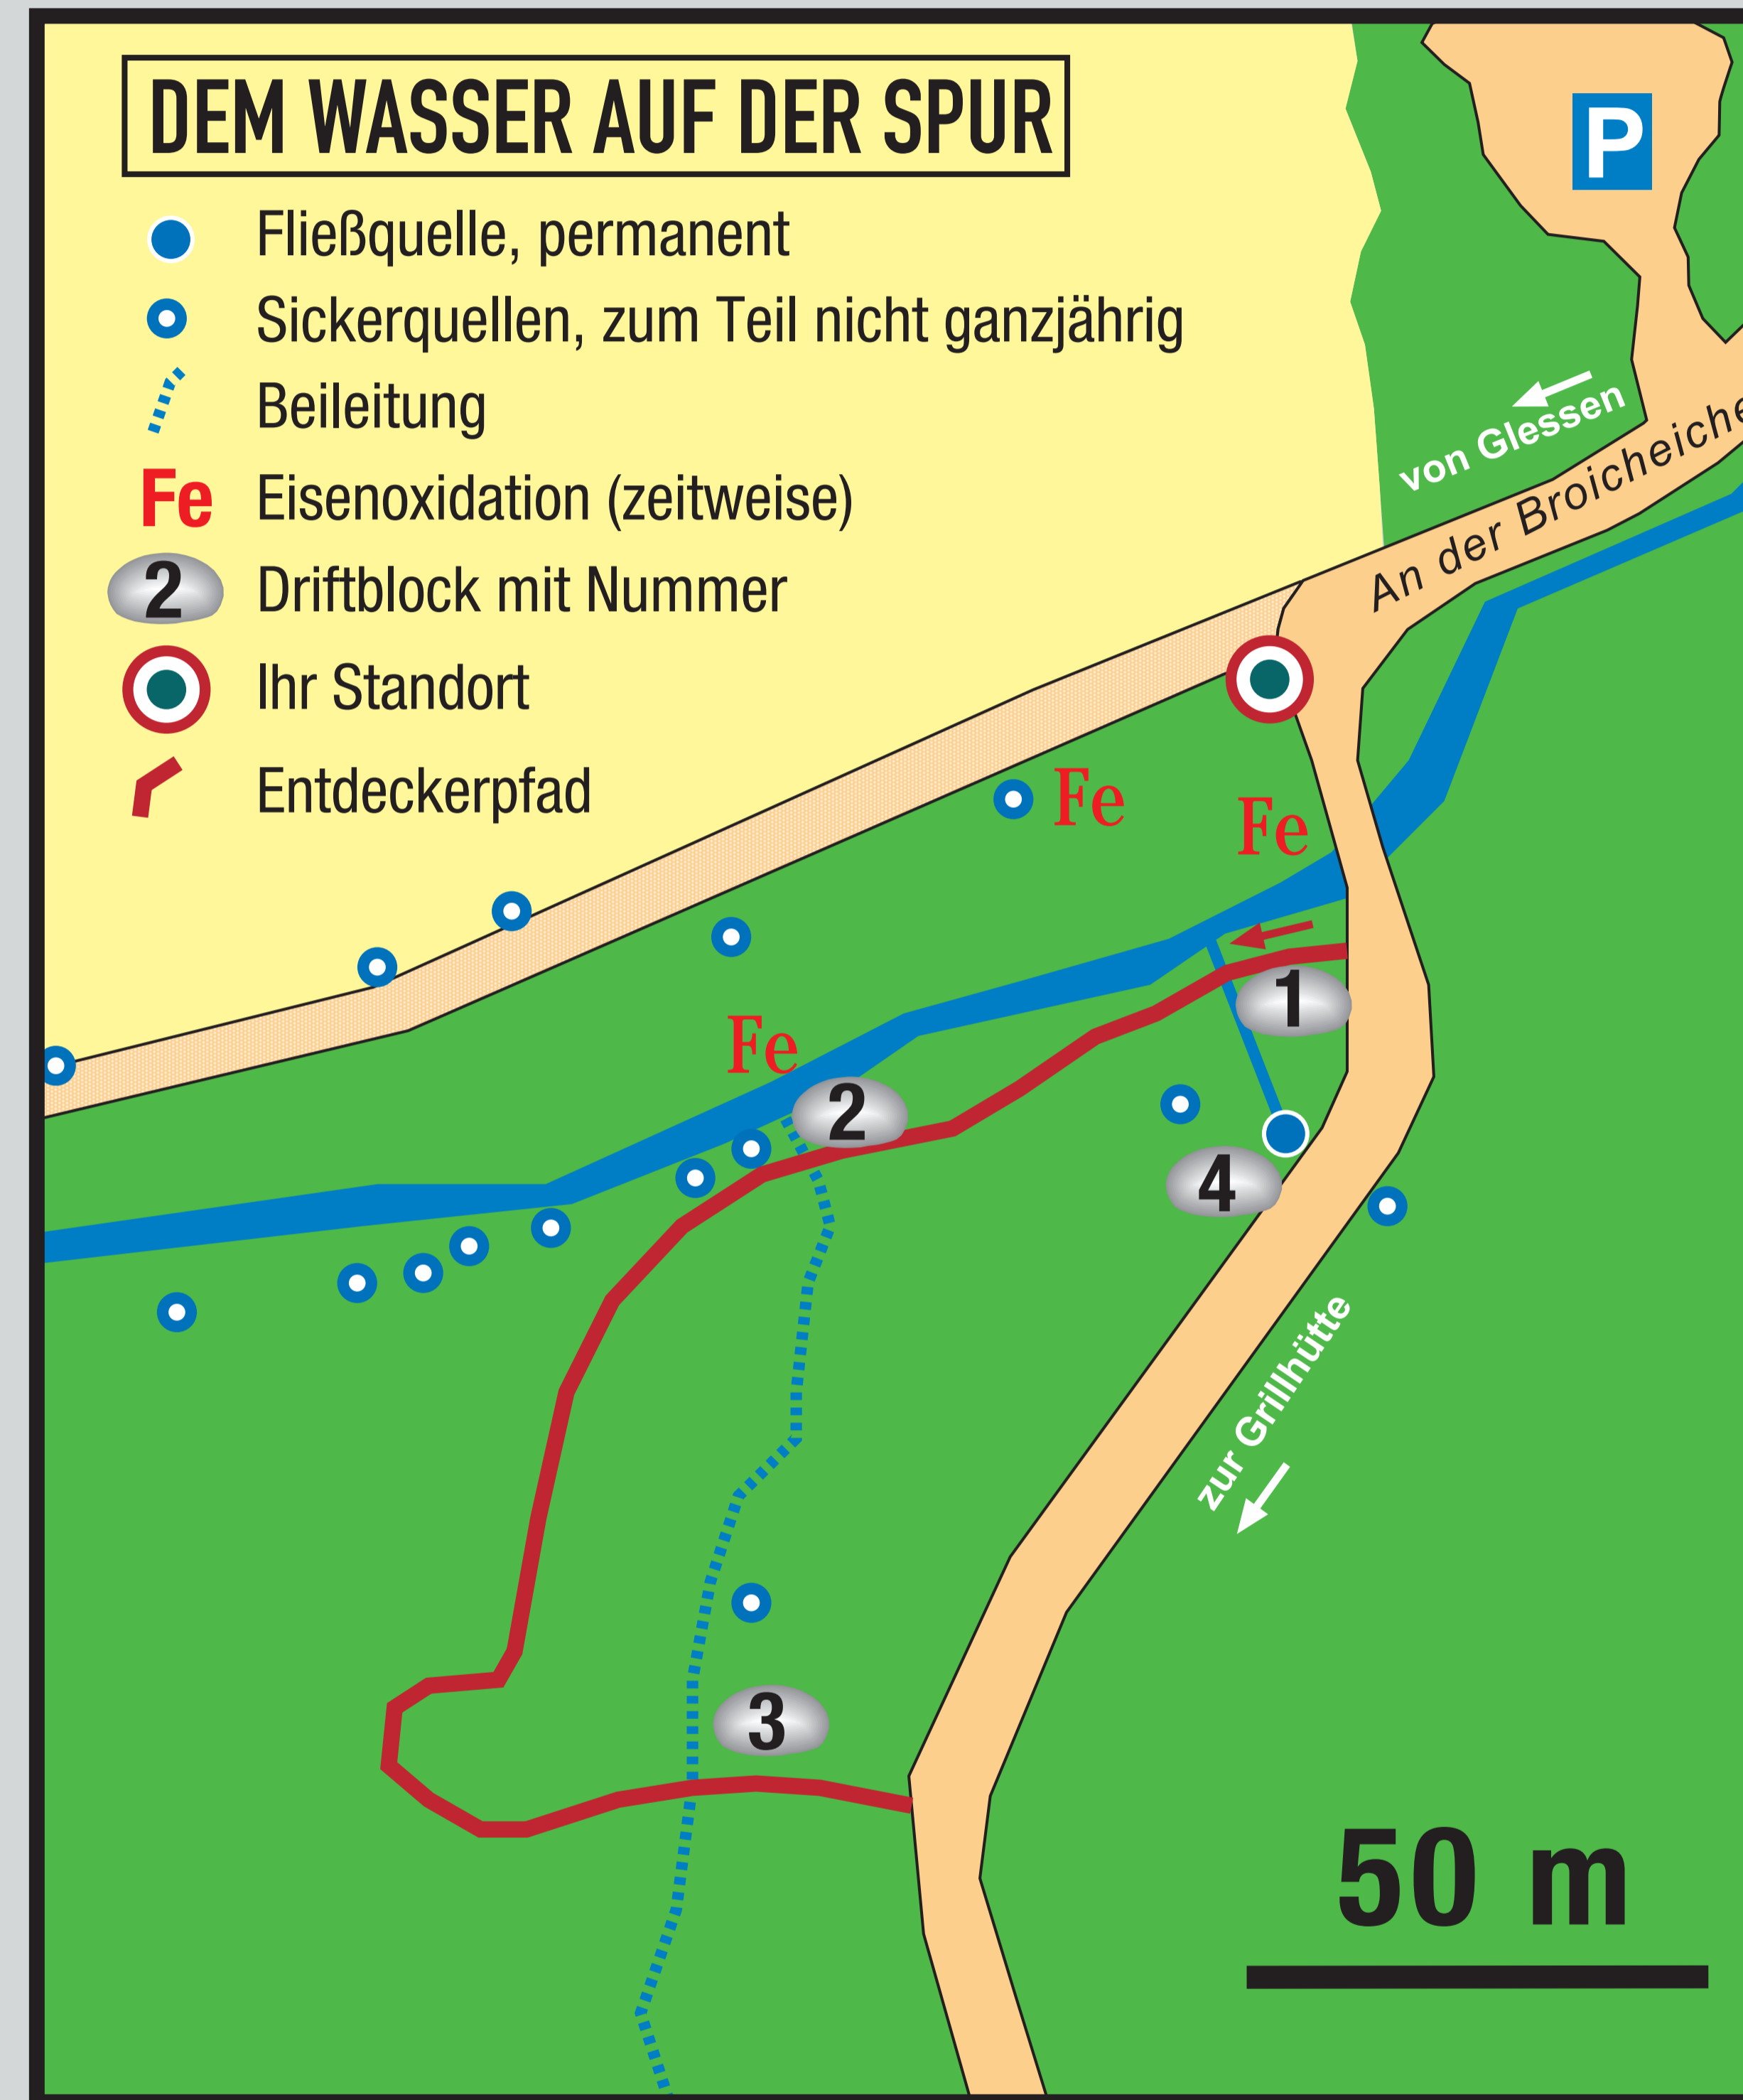 DEM WASSER AUF DER SPUR
Fließquelle, permanent
Sickerquellen, zum Teil nicht ganzjährig
Beileitung
Fe Eisenoxidation (zeitweise)
2 Driftblock mit Nummer
Ihr Standort
Entdeckerpfad
P
von Glessen
An der Broicheiche
Fe
Fe
1
Fe
2
4
zur Grillhütte
3
50 m